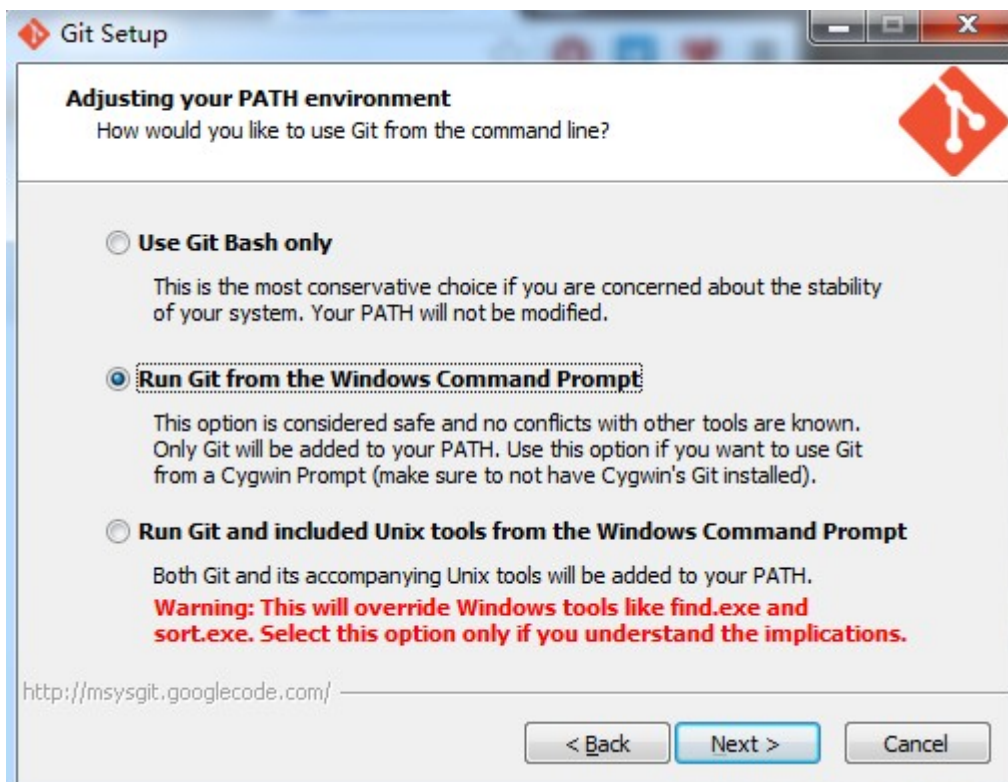 Git Setup
Adjusting your PATH environment
How would you like to use Git from the command line?
Use Git Bash only
This is the most conservative choice if you are concerned about the stability
of your system. Your PATH will not be modified.
Run Git from the Windows Command Prompt
This option is considered safe and no conflicts with other tools are known.
Only Git will be added to your PATH. Use this option if you want to use Git
from a Cygwin Prompt (make sure to not have Cygwin's Git installed).
Run Git and included Unix tools from the Windows Command Prompt
Both Git and its accompanying Unix tools will be added to your PATH.
Warning: This will override Windows tools like find.exe and
sort.exe. Select this option only if you understand the implications.
http://msysgit.googlecode.com/
< Back Next > Cancel